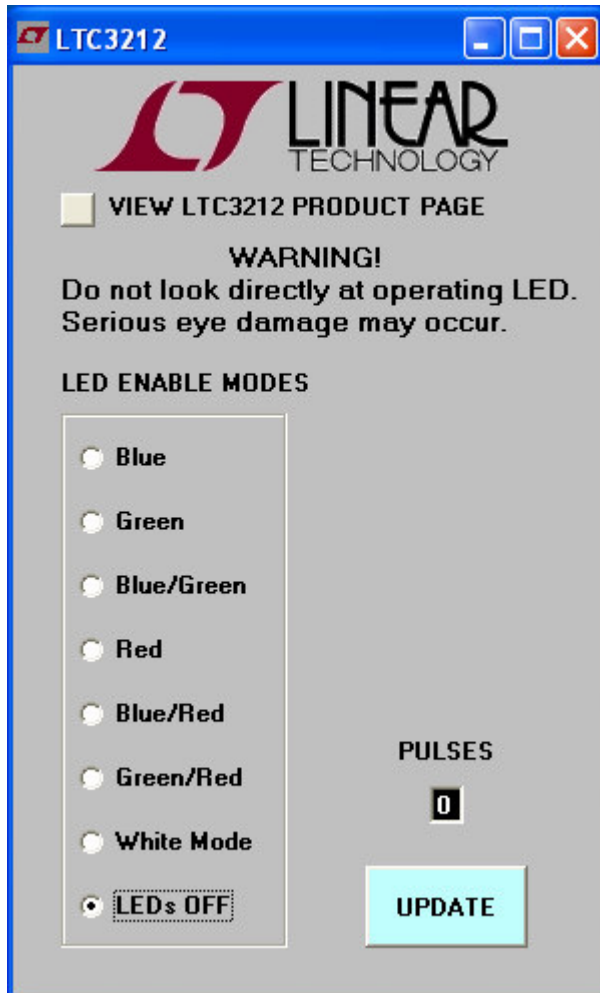 LTC3212
LINEAR
TECHNOLOGY
VIEW LTC3212 PRODUCT PAGE
WARNING!
Do not look directly at operating LED.
Serious eye damage may occur.
LED ENABLE MODES
Blue
Green
Blue/Green
Red
Blue/Red
Green/Red
White Mode
LEDs OFF
PULSES
0
UPDATE